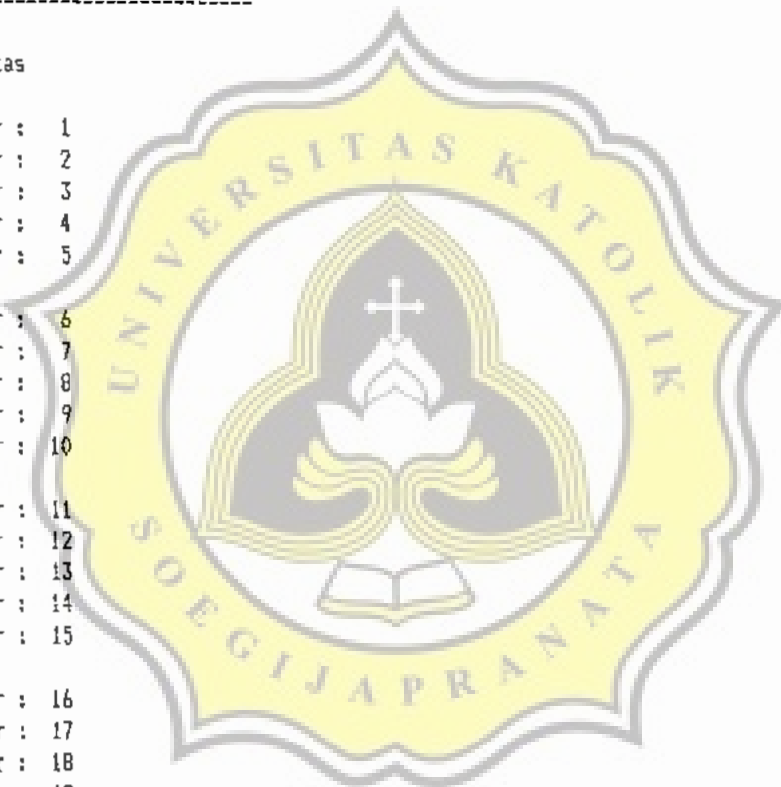 r : 1
r : 2
r : 3
r : 4
r : 5
r : 6
r : 7
r : 8
r : 9
r : 10
r : 11
r : 12
r : 13
r : 14
r : 15
r : 16
r : 17
r : 18
UNIVERSITAS KATOLIK
SOEGIJAPRANATA